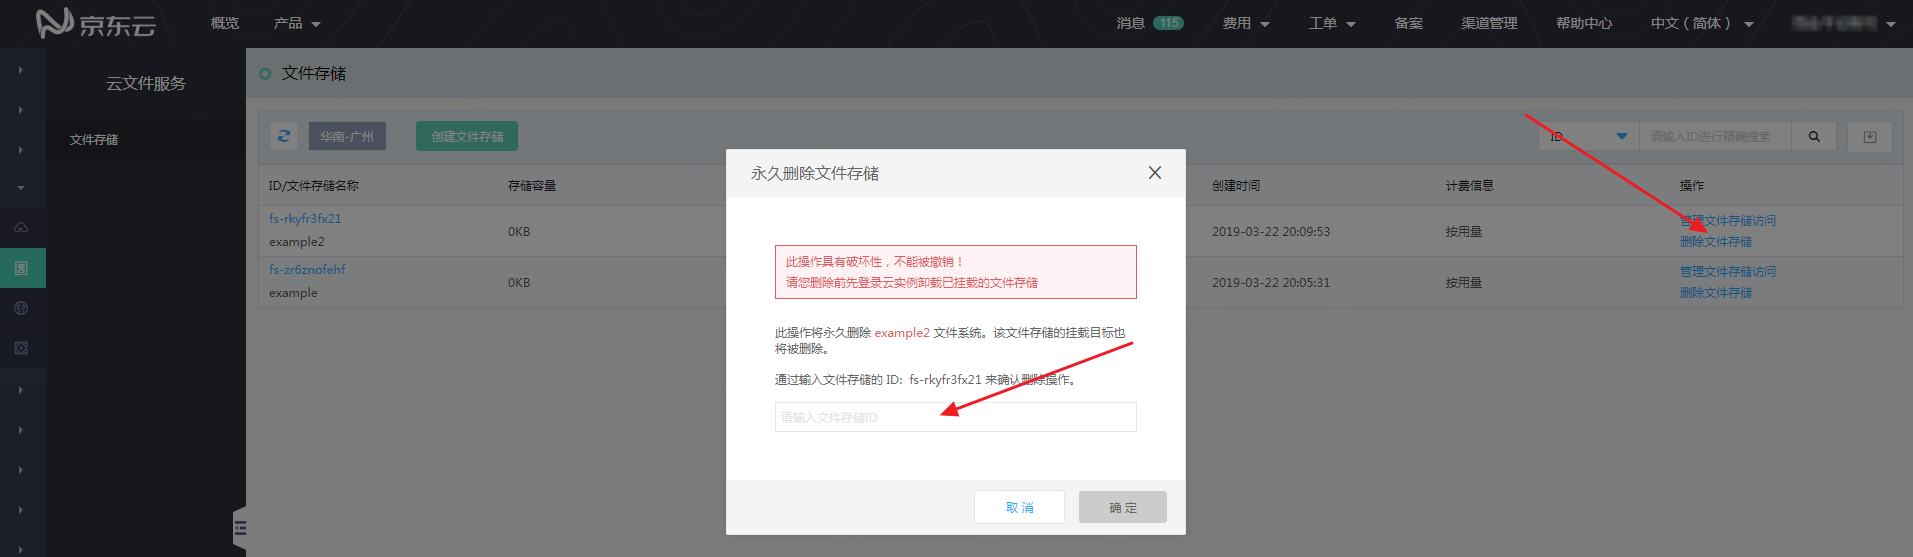 京东云
概览
产品
消息 115
费用
工单
备案
渠道管理
帮助中心
中文（简体）
云文件服务
文件存储
文件存储
华南-广州
创建文件存储
ID
请输入ID进行精确搜索
ID/文件存储名称
存储容量
创建时间
计费信息
操作
fs-rkyfr3fx21
example2
0KB
2019-03-22 20:09:53
按用量
管理文件存储访问
删除文件存储
fs-zr6znofehf
example
0KB
2019-03-22 20:05:31
按用量
管理文件存储访问
删除文件存储
永久删除文件存储
此操作具有破坏性，不能被撤销！
请您删除前先登录云实例卸载已挂载的文件存储
此操作将永久删除 example2 文件系统。该文件存储的挂载目标也
将被删除。
通过输入文件存储的 ID: fs-rkyfr3fx21 来确认删除操作。
请输入文件存储ID
取消
确定